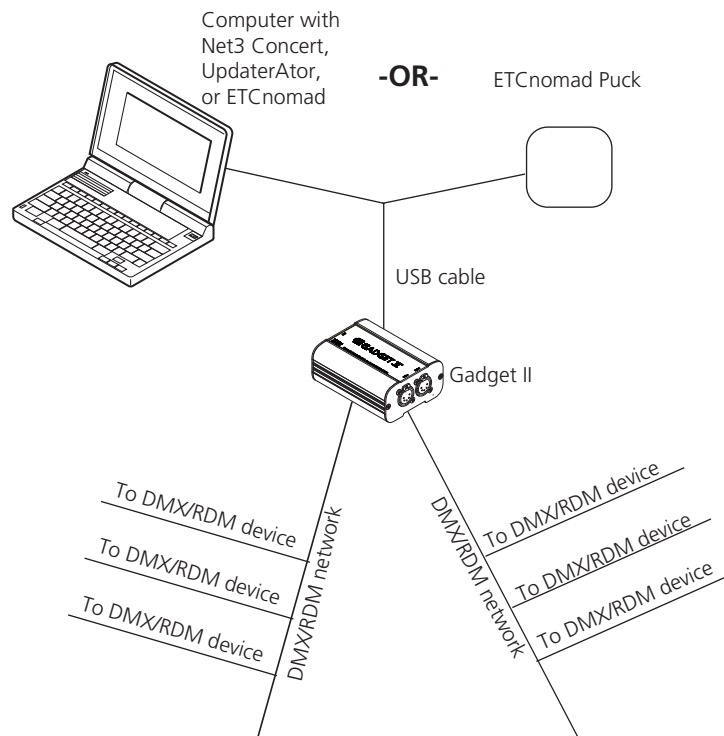 Computer with
Net3 Concert,
UpdaterAtor,
or ETCnomad
-OR-
ETCnomad Puck
USB cable
GADGET II
Gadget II
To DMX/RDM device
To DMX/RDM device
To DMX/RDM device
DMX/RDM network
DMX/RDM network
To DMX/RDM device
To DMX/RDM device
To DMX/RDM device